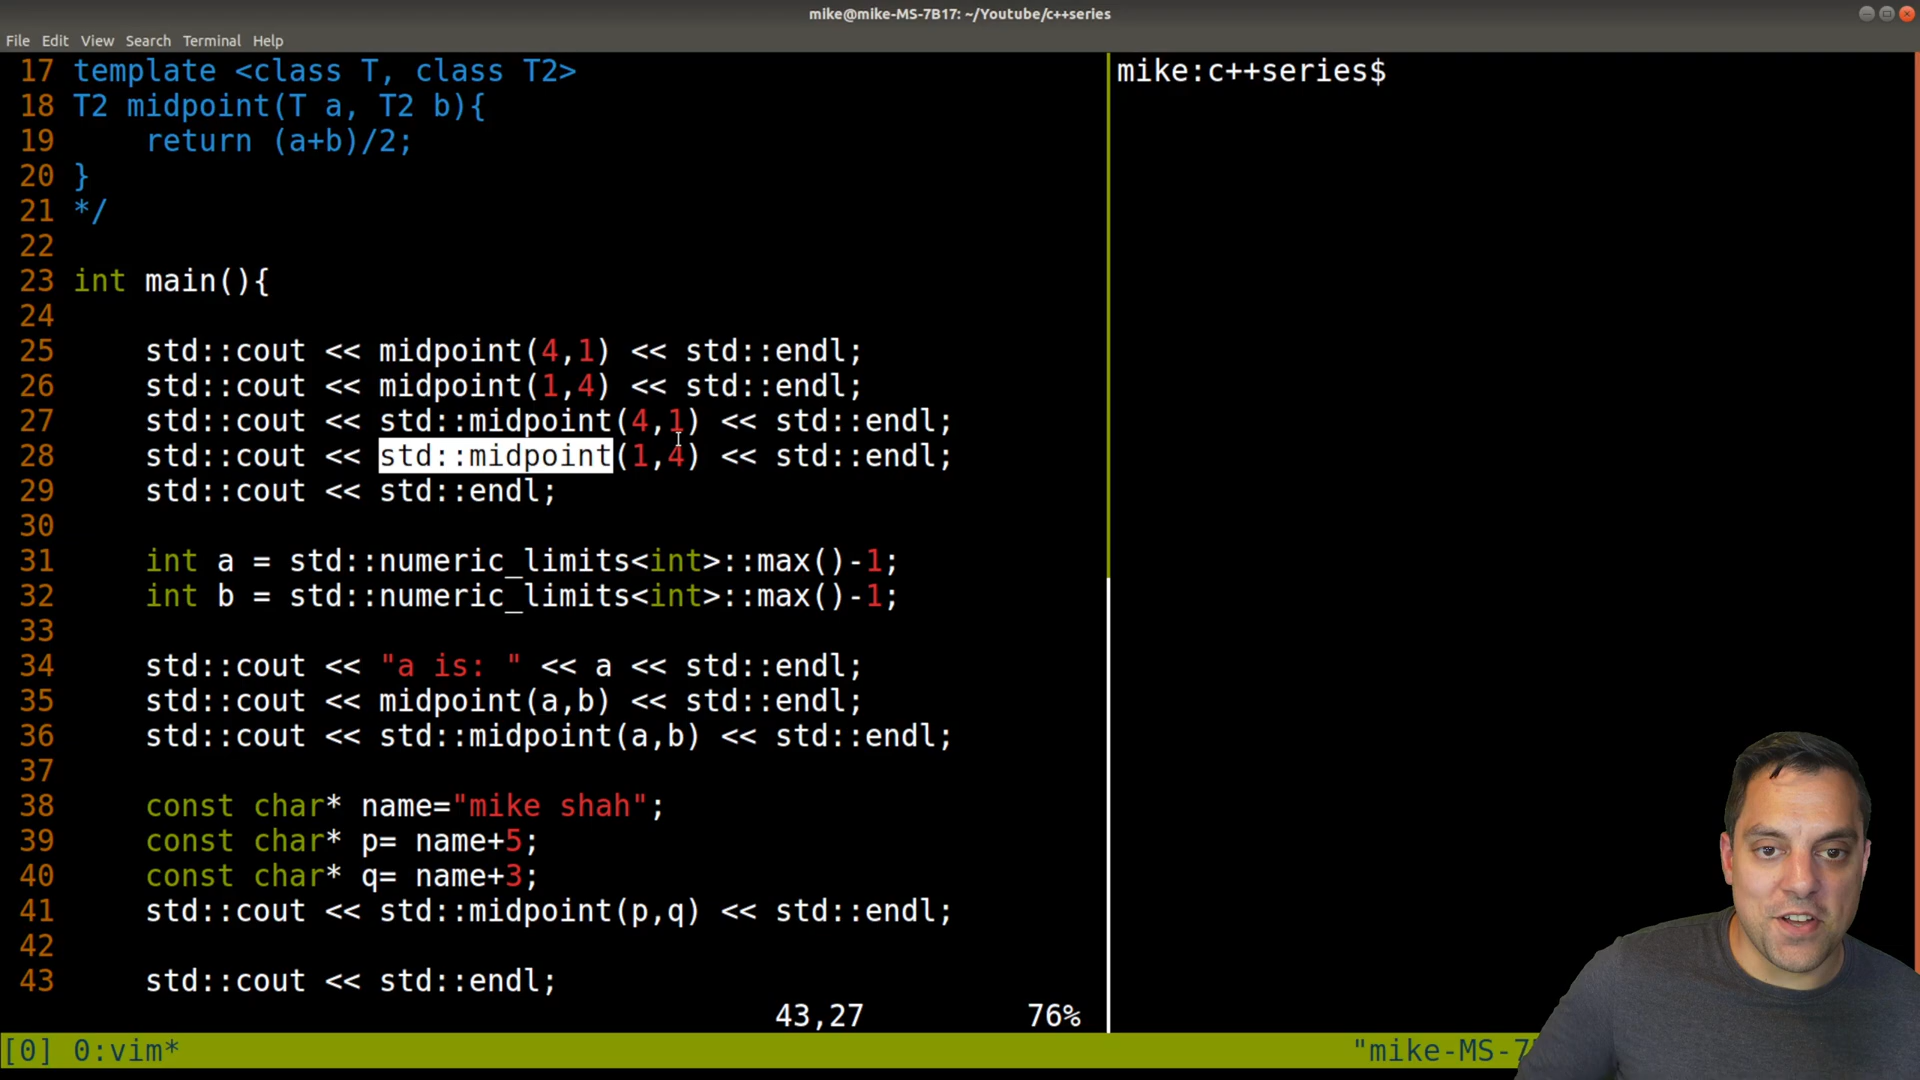 mike@mike-MS-7B17: ~/Youtube/c++series
File Edit View Search Terminal Help
17 template <class T, class T2>
18 T2 midpoint(T a, T2 b){
19     return (a+b)/2;
20 }
21 */
22
23 int main(){
24
25     std::cout << midpoint(4,1) << std::endl;
26     std::cout << midpoint(1,4) << std::endl;
27     std::cout << std::midpoint(4,1) << std::endl;
28     std::cout << std::midpoint(1,4) << std::endl;
29     std::cout << std::endl;
30
31     int a = std::numeric_limits<int>::max()-1;
32     int b = std::numeric_limits<int>::max()-1;
33
34     std::cout << "a is: " << a << std::endl;
35     std::cout << midpoint(a,b) << std::endl;
36     std::cout << std::midpoint(a,b) << std::endl;
37
38     const char* name="mike shah";
39     const char* p= name+5;
40     const char* q= name+3;
41     std::cout << std::midpoint(p,q) << std::endl;
42
43     std::cout << std::endl;
43,27 76%
mike:c++series$
[0] 0:vim* "mike-MS-7